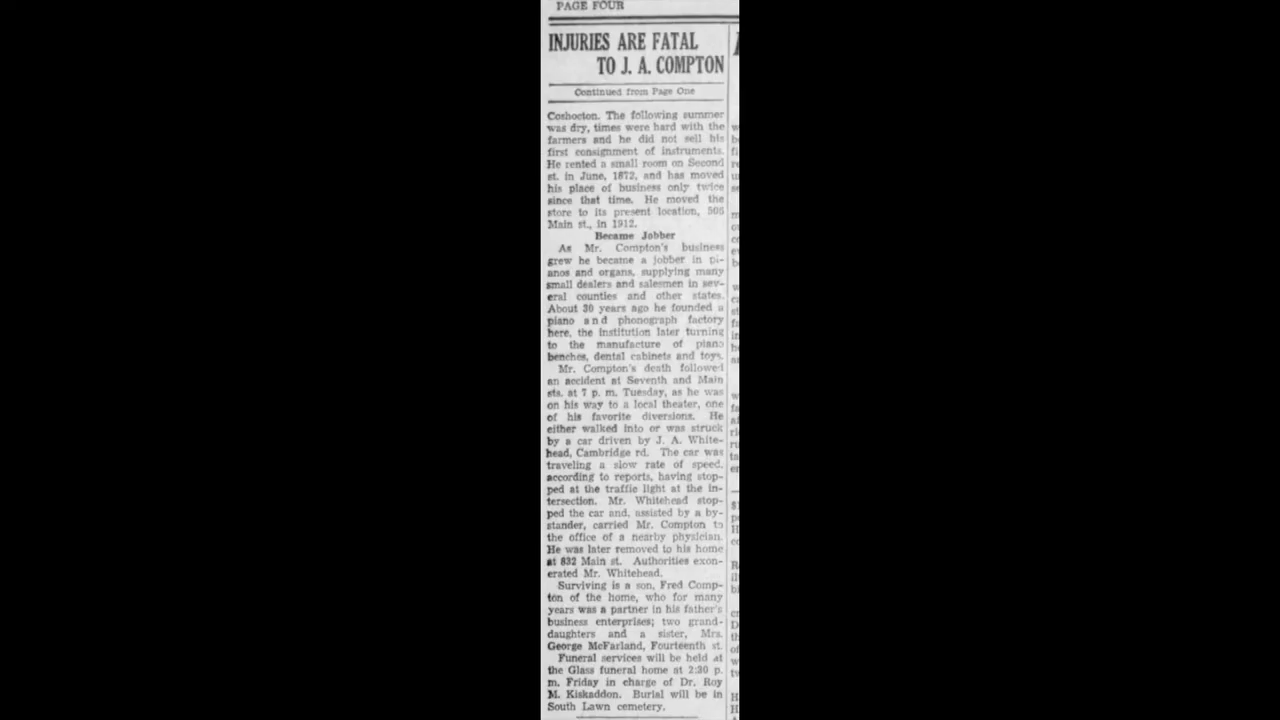 PAGE FOUR
INJURIES ARE FATAL
TO J. A. COMPTON
Continued from Page One
Coshocton. The following summer
was dry, times were hard with the
farmers and he did not sell his
first consignment of instruments.
He rented a small room on Second
st. in June, 1872, and has moved
his place of business only twice
since that time. He moved the
store to its present location, 505
Main st., in 1912.
Became Jobber
As Mr. Compton's business
grew he became a jobber in pi-
anos and organs, supplying many
small dealers and salesmen in sev-
eral counties and other states.
About 30 years ago he founded a
piano and phonograph factory
here, the institution later turning
to the manufacture of piano
benches, dental cabinets and toys.
Mr. Compton's death followed
an accident at Seventh and Main
sts. at 7 p. m. Tuesday, as he was
on his way to a local theater, one
of his favorite diversions. He
either walked into or was struck
by a car driven by J. A. White-
head, Cambridge rd. The car was
traveling a slow rate of speed,
according to reports, having stop-
ped at the traffic light at the in-
tersection. Mr. Whitehead stop-
ped the car and, assisted by a by-
stander, carried Mr. Compton to
the office of a nearby physician.
He was later removed to his home
at 832 Main st. Authorities exon-
erated Mr. Whitehead.
Surviving is a son, Fred Comp-
ton of the home, who for many
years was a partner in his father's
business enterprises; two grand-
daughters and a sister, Mrs.
George McFarland, Fourteenth st.
Funeral services will be held at
the Glass funeral home at 2:30 p.
m. Friday in charge of Dr. Roy
M. Kiskaddon. Burial will be in
South Lawn cemetery.